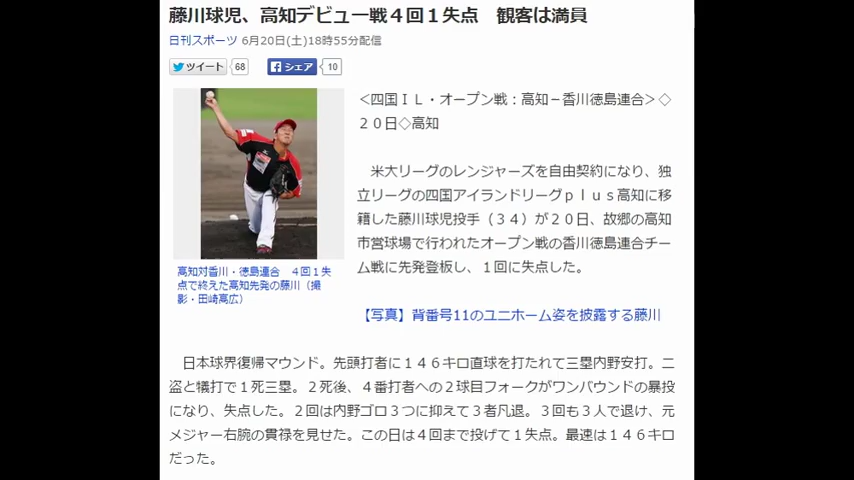 藤川球児、高知デビュー戦４回１失点　観客は満員
日刊スポーツ 6月20日(土)18時55分配信
ツイート 68 シェア 10
＜四国ＩＬ・オープン戦：高知－香川徳島連合＞◇
２０日◇高知
米大リーグのレンジャーズを自由契約になり、独
立リーグの四国アイランドリーグｐｌｕｓ高知に移
籍した藤川球児投手（３４）が２０日、故郷の高知
市営球場で行われたオープン戦の香川徳島連合チー
ム戦に先発登板し、１回に失点した。
高知対香川・徳島連合　４回１失
点で終えた高知先発の藤川（撮
影・田崎高広）
【写真】背番号11のユニホーム姿を披露する藤川
日本球界復帰マウンド。先頭打者に１４６キロ直球を打たれて三塁内野安打。二
盗と犠打で１死三塁。２死後、４番打者への２球目フォークがワンバウンドの暴投
になり、失点した。２回は内野ゴロ３つに抑えて３者凡退。３回も３人で退け、元
メジャー右腕の貫禄を見せた。この日は４回まで投げて１失点。最速は１４６キロ
だった。